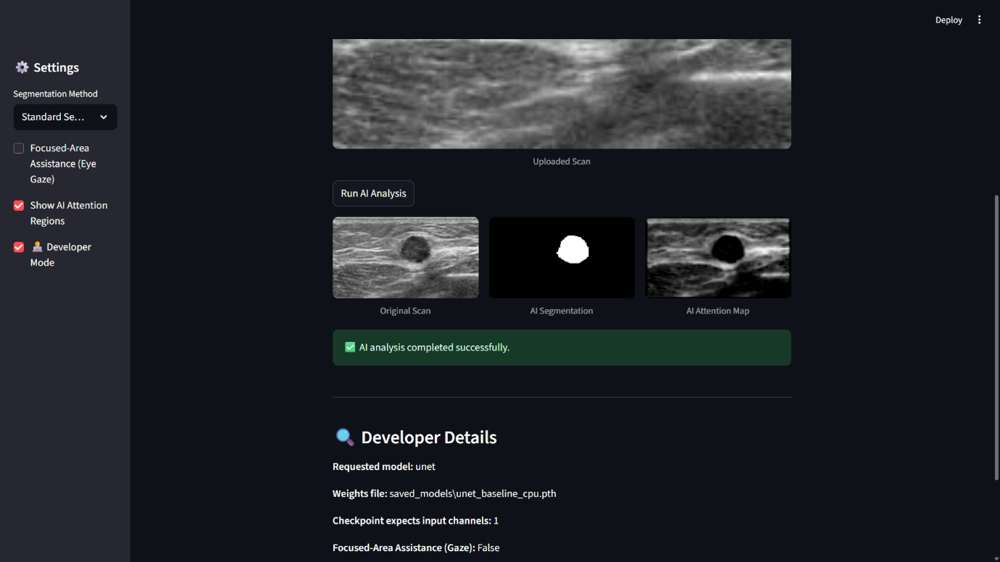 Deploy
Settings
Segmentation Method
Standard Se...
Focused-Area
Assistance (Eye
Gaze)
Show AI Attention
Regions
Developer
Mode
Uploaded Scan
Run AI Analysis
Original Scan
AI Segmentation
AI Attention Map
AI analysis completed successfully.
Developer Details
Requested model: unet
Weights file: saved_models\unet_baseline_cpu.pth
Checkpoint expects input channels: 1
Focused-Area Assistance (Gaze): False